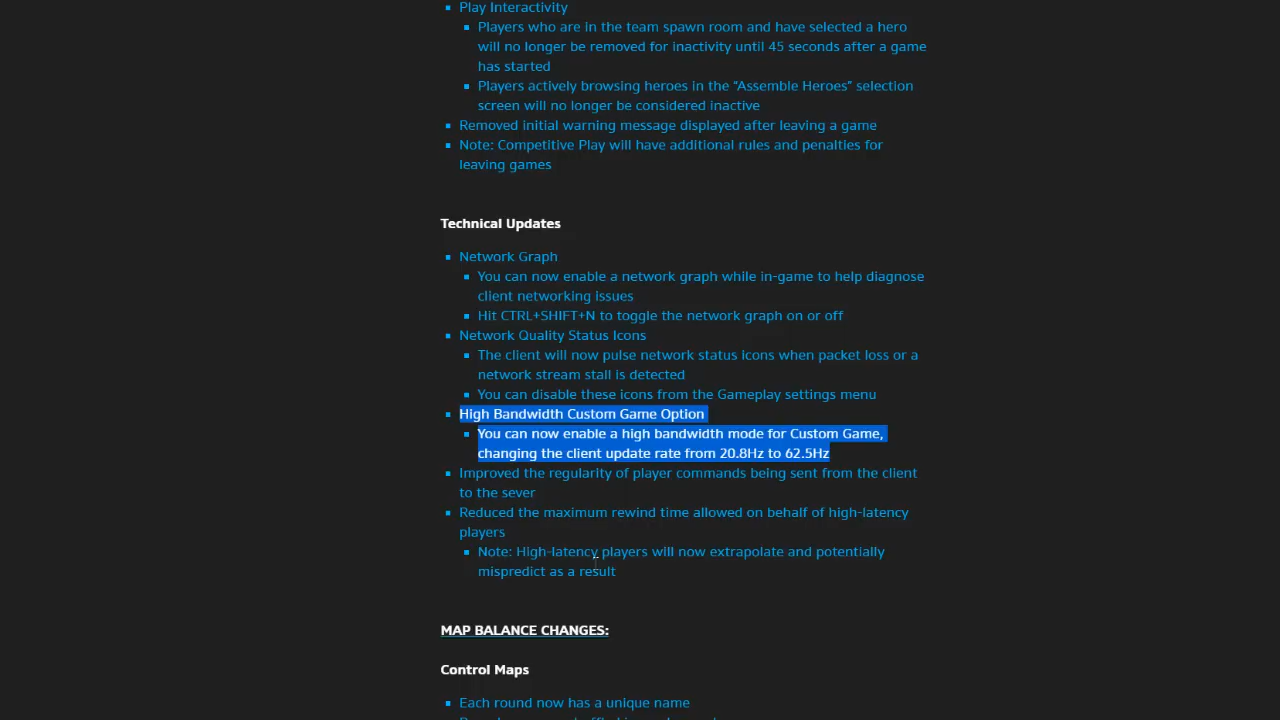 Play Interactivity
Players who are in the team spawn room and have selected a hero
will no longer be removed for inactivity until 45 seconds after a game
has started
Players actively browsing heroes in the “Assemble Heroes” selection
screen will no longer be considered inactive
Removed initial warning message displayed after leaving a game
Note: Competitive Play will have additional rules and penalties for
leaving games
Technical Updates
Network Graph
You can now enable a network graph while in-game to help diagnose
client networking issues
Hit CTRL+SHIFT+N to toggle the network graph on or off
Network Quality Status Icons
The client will now pulse network status icons when packet loss or a
network stream stall is detected
You can disable these icons from the Gameplay settings menu
High Bandwidth Custom Game Option
You can now enable a high bandwidth mode for Custom Game,
changing the client update rate from 20.8Hz to 62.5Hz
Improved the regularity of player commands being sent from the client
to the sever
Reduced the maximum rewind time allowed on behalf of high-latency
players
Note: High-latency players will now extrapolate and potentially
mispredict as a result
MAP BALANCE CHANGES:
Control Maps
Each round now has a unique name